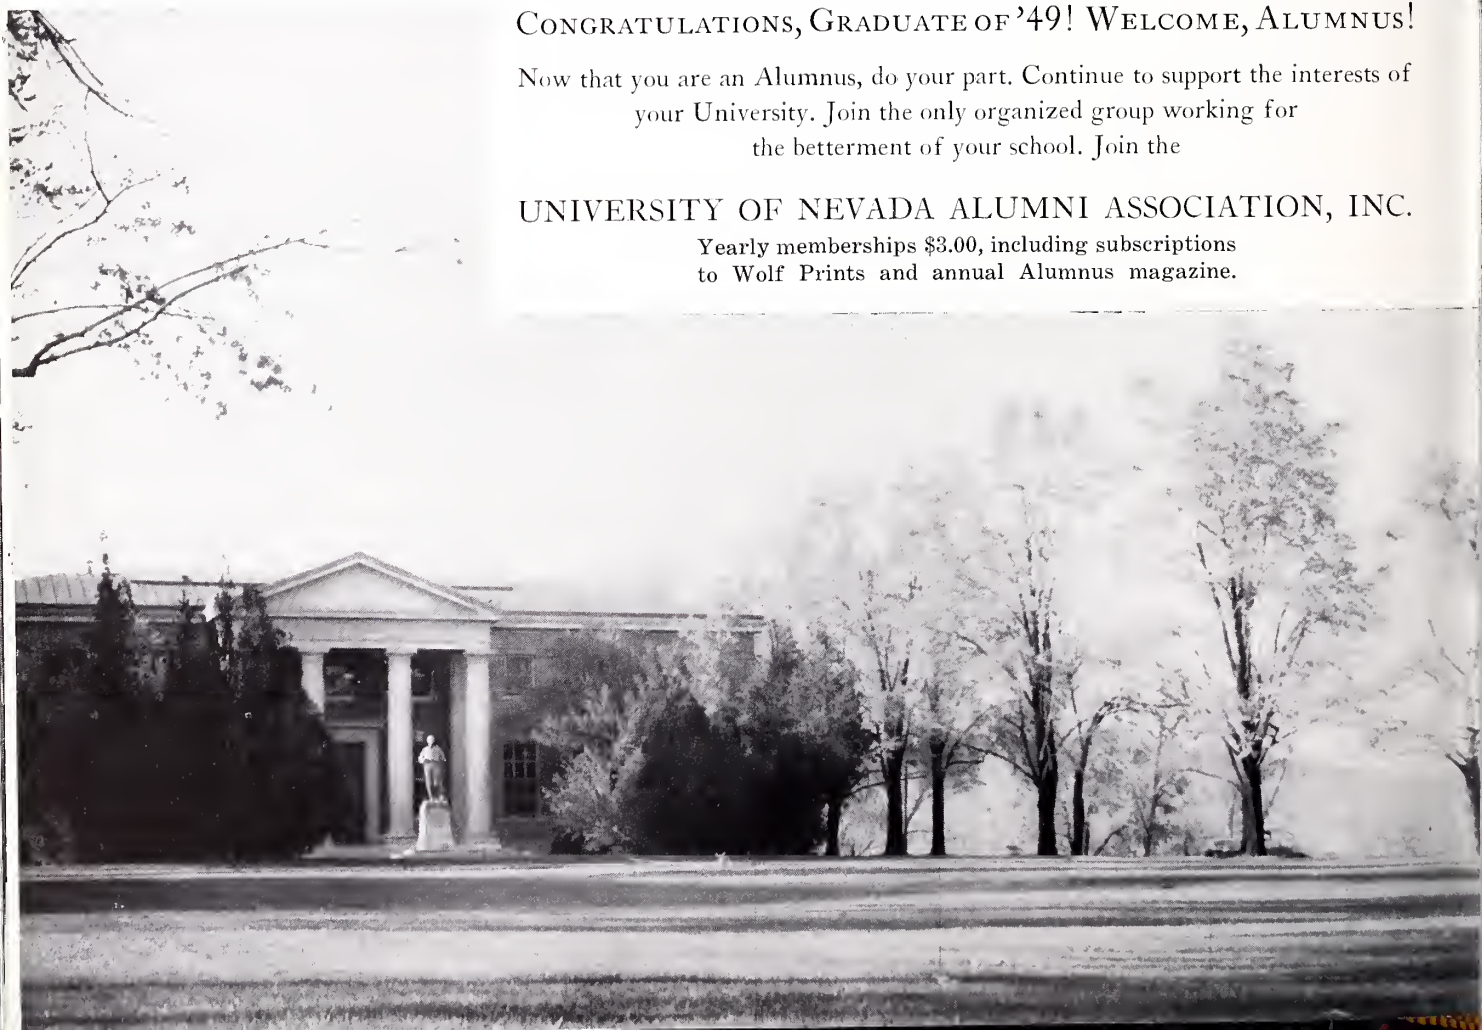 CONGRATULATIONS, GRADUATE OF '49! WELCOME, ALUMNUS!
Now that you are an Alumnus, do your part. Continue to support the interests of
your University. Join the only organized group working for
the betterment of your school. Join the
UNIVERSITY OF NEVADA ALUMNI ASSOCIATION, INC.
Yearly memberships $3.00, including subscriptions
to Wolf Prints and annual Alumnus magazine.